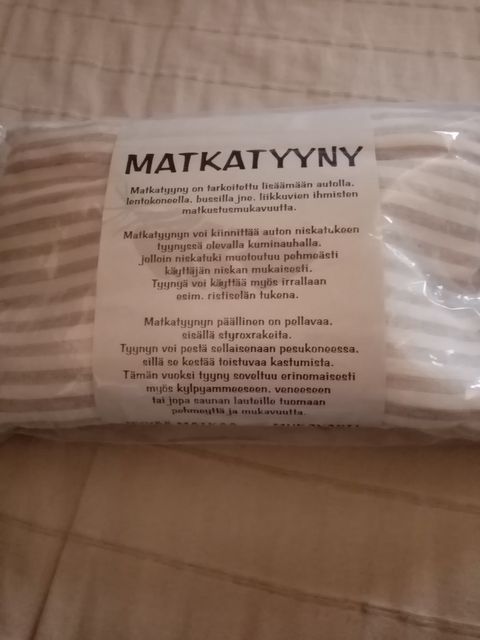 MATKATYYNY
Matkatyyny on tarkoitettu lisäämään autolla,
lentokoneella, bussilla jne. liikkuvien ihmisten
matkustusmukavuutta.
Matkatyynyn voi kiinnittää auton niskatukeen
tyynyssä olevalla kuminauhalla,
jolloin niskatuki muotoutuu pehmeästi
käyttäjän niskan mukaisesti.
Tyynyä voi käyttää myös irrallaan
esim. ristiselän tukena.
Matkatyynyn päällinen on pellavaa,
sisällä styroxrakeita.
Tyynyn voi pestä sellaisenaan pesukoneessa,
sillä se kestää toistuvaa kastumista.
Tämän vuoksi tyyny soveltuu erinomaisesti
myös kylpyammeeseen, veneeseen
tai jopa saunan lauteille tuomaan
pehmeyttä ja mukavuutta.